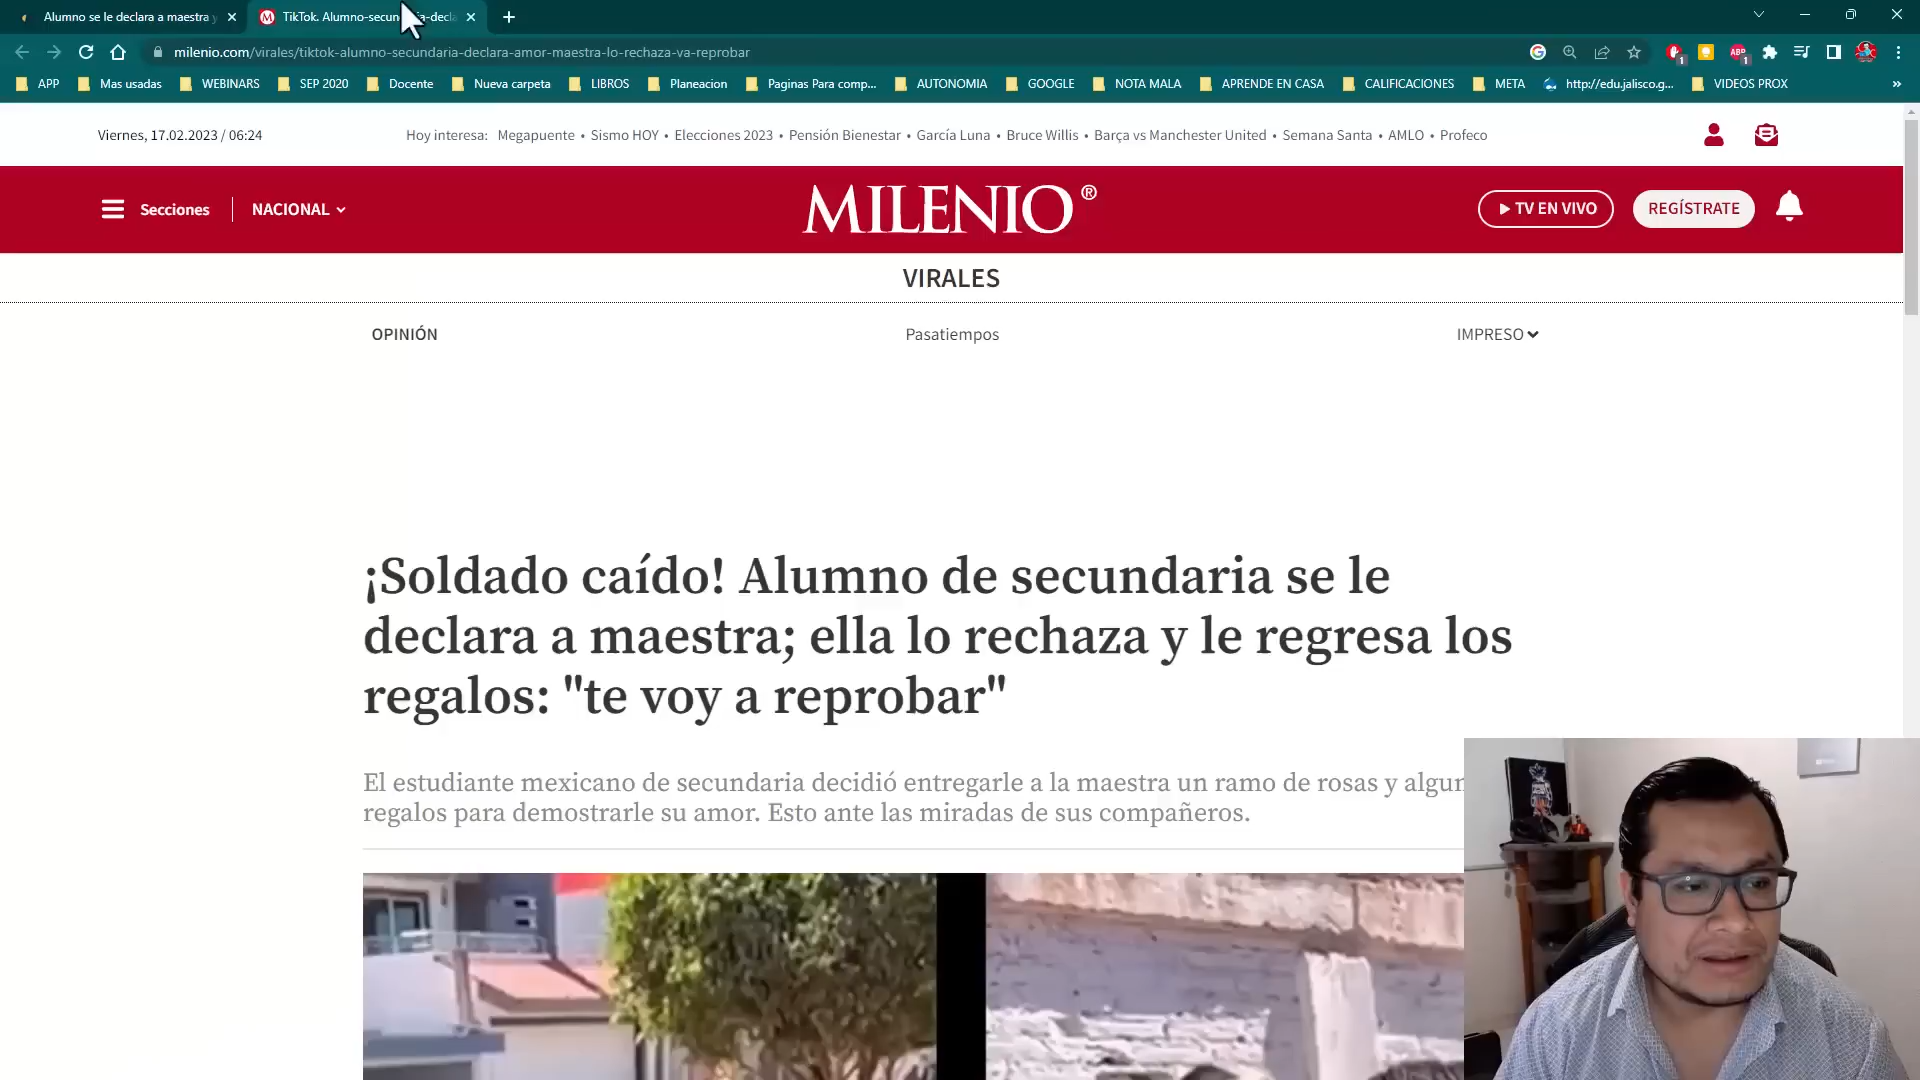 Alumno se le declara a maestra y
TikTok. Alumno-secun
milenio.com/virales/tiktok-alumno-secundaria-declara-amor-maestra-lo-rechaza-va-reprobar
APP Mas usadas WEBINARS SEP 2020 Docente Nueva carpeta LIBROS Planeacion Paginas Para comp... AUTONOMIA GOOGLE NOTA MALA APRENDE EN CASA CALIFICACIONES META http://edu.jalisco.g... VIDEOS PROX »
Viernes, 17.02.2023 / 06:24
Hoy interesa: Megapuente • Sismo HOY • Elecciones 2023 • Pensión Bienestar • García Luna • Bruce Willis • Barça vs Manchester United • Semana Santa • AMLO • Profeco
Secciones
NACIONAL
MILENIO®
TV EN VIVO
REGÍSTRATE
VIRALES
OPINIÓN
Pasatiempos
IMPRESO
¡Soldado caído! Alumno de secundaria se le
declara a maestra; ella lo rechaza y le regresa los
regalos: "te voy a reprobar"
El estudiante mexicano de secundaria decidió entregarle a la maestra un ramo de rosas y
regalos para demostrarle su amor. Esto ante las miradas de sus compañeros.